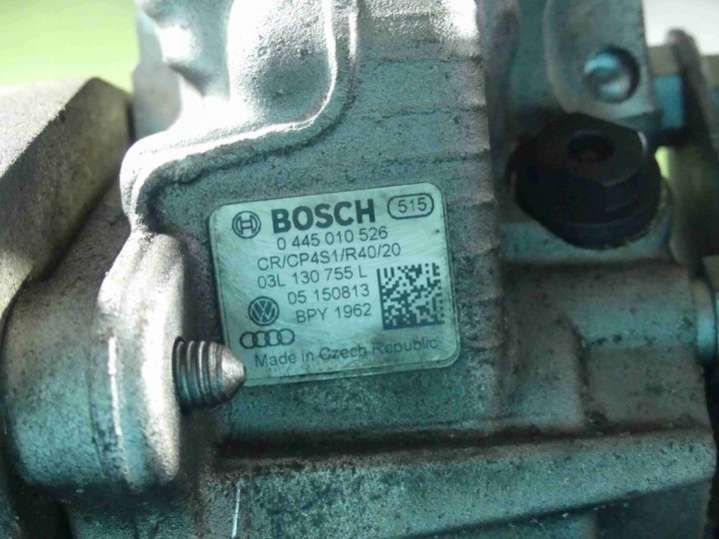 BOSCH 515
0 445 010 526
CR/CP4S1/R40/20
03L 130 755 L
05 150813
BPY 1962
Made in Czech Republic